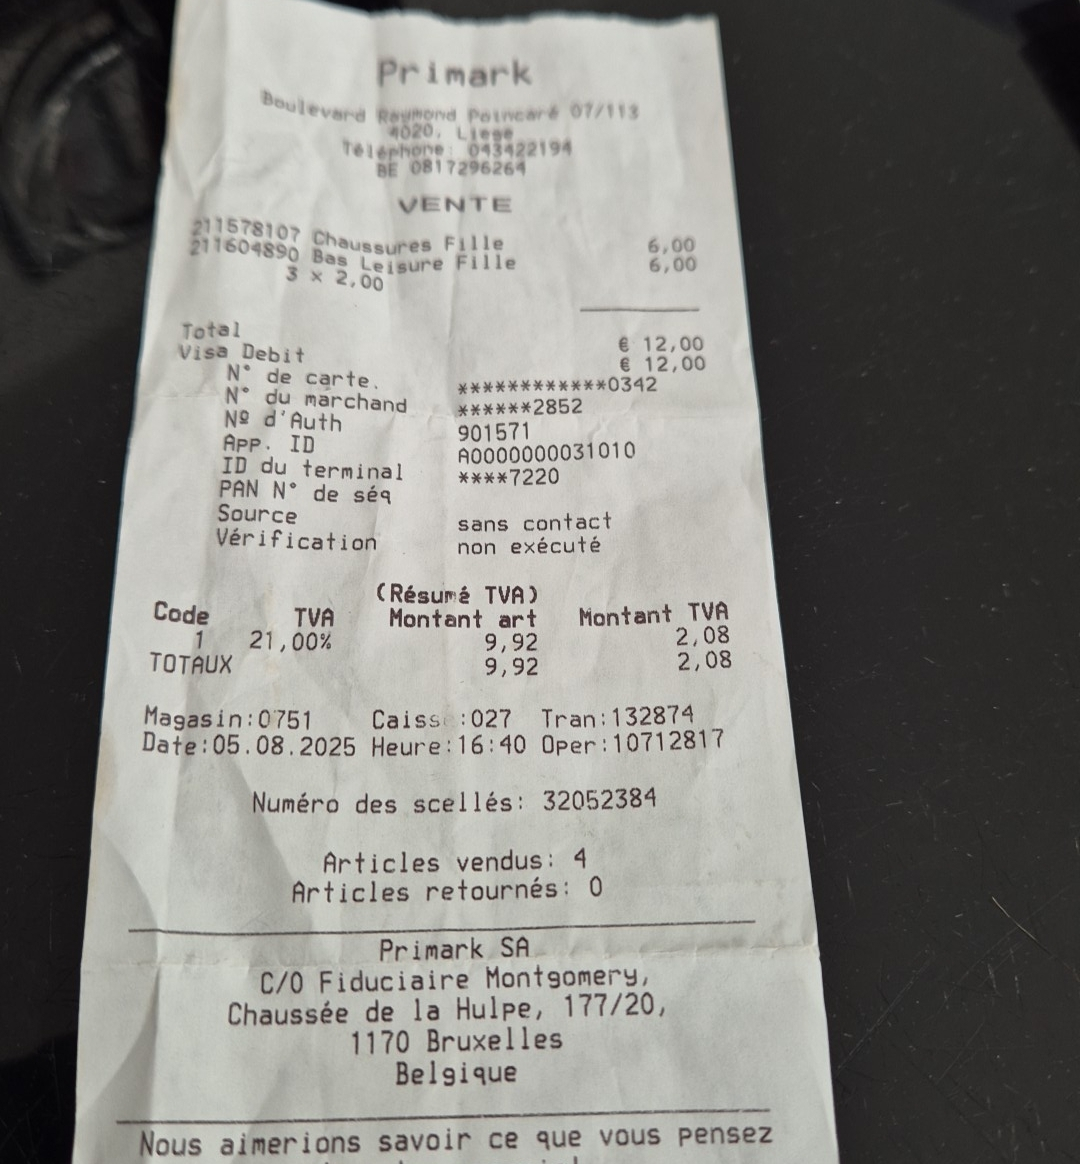 Primark
Boulevard Raymond Poincaré 07/113
4020, Liege
Téléphone: 043422194
BE 0817296264
VENTE
211578107 Chaussures Fille 6,00
211604890 Bas Leisure Fille 6,00
3 x 2,00
Total € 12,00
Visa Debit € 12,00
N° de carte. ************0342
N° du marchand ******2852
Nº d'Auth 901571
App. ID A0000000031010
ID du terminal ****7220
PAN N° de séq
Source sans contact
Vérification non exécuté
(Résumé TVA)
Code TVA Montant art Montant TVA
1 21,00% 9,92 2,08
TOTAUX 9,92 2,08
Magasin:0751 Caisse:027 Tran:132874
Date:05.08.2025 Heure:16:40 Oper:10712817
Numéro des scellés: 32052384
Articles vendus: 4
Articles retournés: 0
Primark SA
C/O Fiduciaire Montgomery,
Chaussée de la Hulpe, 177/20,
1170 Bruxelles
Belgique
Nous aimerions savoir ce que vous pensez